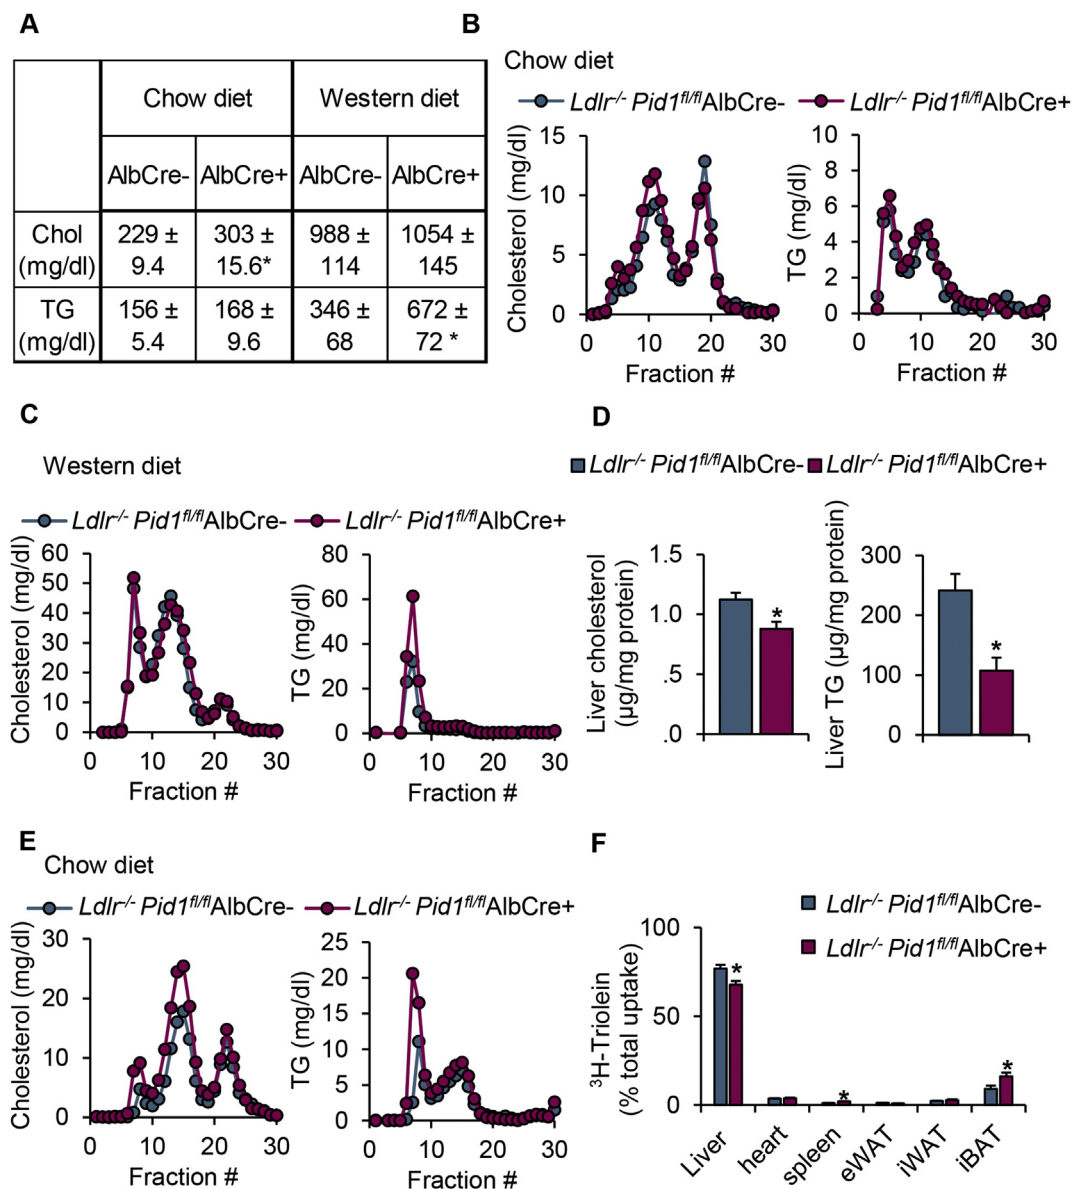 A
Chow diet Western diet
AlbCre- AlbCre+ AlbCre- AlbCre+
Chol 229 ± 303 ± 988 ± 1054 ±
(mg/dl) 9.4 15.6* 114 145
TG 156 ± 168 ± 346 ± 672 ±
(mg/dl) 5.4 9.6 68 72 *
B
Chow diet
Ldlr-/- Pid1fl/flAlbCre- Ldlr-/- Pid1fl/flAlbCre+
Cholesterol (mg/dl)
15
10
5
0
0 10 20 30
Fraction #
TG (mg/dl)
10
8
6
4
2
0
0 10 20 30
Fraction #
C
Western diet
Ldlr-/- Pid1fl/flAlbCre- Ldlr-/- Pid1fl/flAlbCre+
Cholesterol (mg/dl)
60
50
40
30
20
10
0
0 10 20 30
Fraction #
TG (mg/dl)
80
60
40
20
0
0 10 20 30
Fraction #
D
Ldlr-/- Pid1fl/flAlbCre- Ldlr-/- Pid1fl/flAlbCre+
Liver cholesterol
(µg/mg protein)
1.5
1.0
.5
.0
*
Liver TG (µg/mg protein)
300
200
100
0
*
E
Chow diet
Ldlr-/- Pid1fl/flAlbCre- Ldlr-/- Pid1fl/flAlbCre+
Cholesterol (mg/dl)
30
20
10
0
0 10 20 30
Fraction #
TG (mg/dl)
25
20
15
10
5
0
0 10 20 30
Fraction #
F
Ldlr-/- Pid1fl/flAlbCre-
Ldlr-/- Pid1fl/flAlbCre+
3H-Triolein
(% total uptake)
100
50
0
* * *
Liver heart spleen eWAT iWAT iBAT